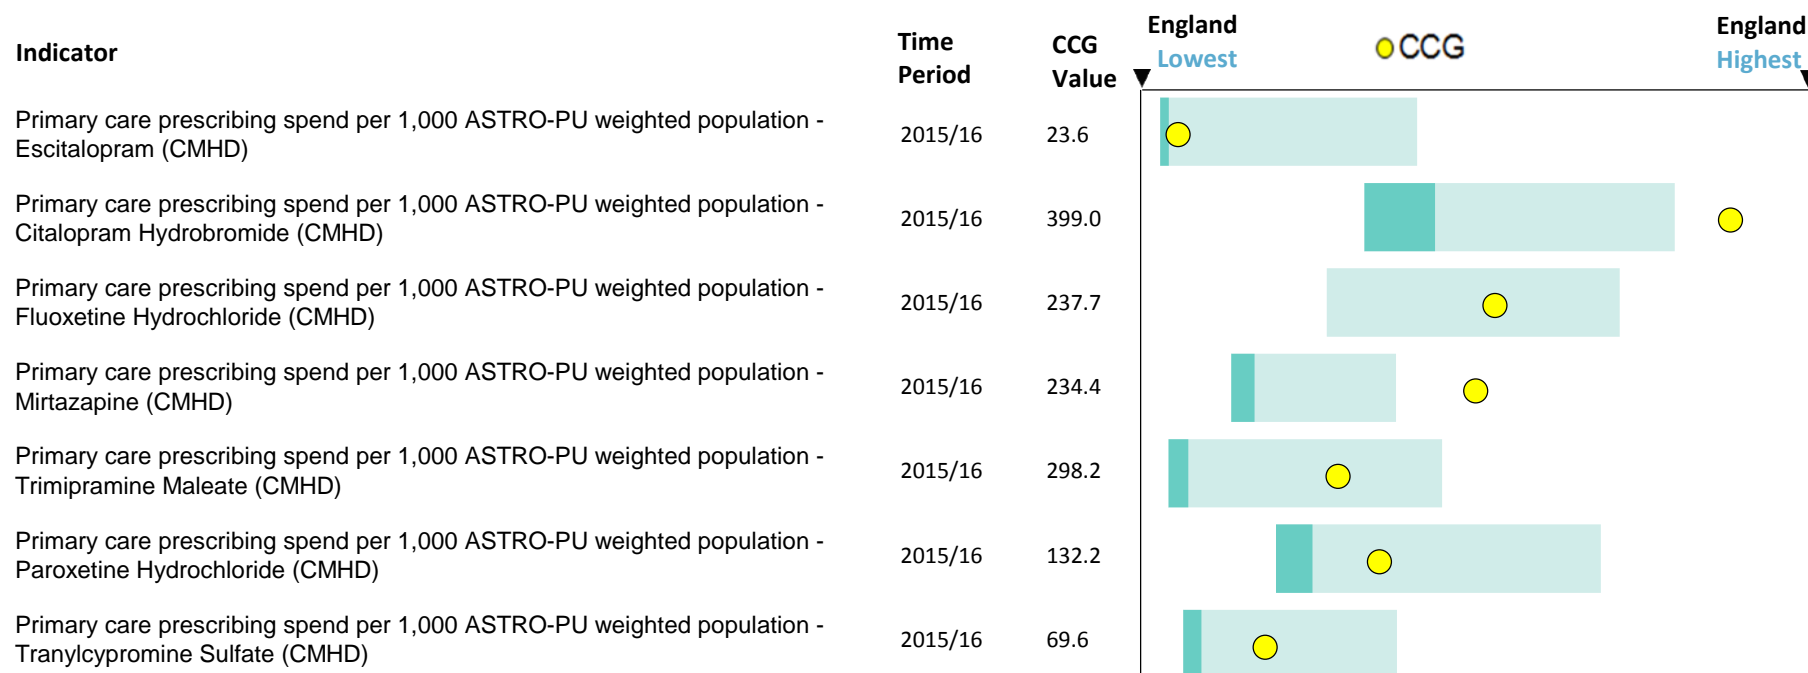 Indicator
Time Period
CCG Value
England Lowest
CCG
England Highest
Primary care prescribing spend per 1,000 ASTRO-PU weighted population -
Escitalopram (CMHD)
2015/16
23.6
Primary care prescribing spend per 1,000 ASTRO-PU weighted population -
Citalopram Hydrobromide (CMHD)
2015/16
399.0
Primary care prescribing spend per 1,000 ASTRO-PU weighted population -
Fluoxetine Hydrochloride (CMHD)
2015/16
237.7
Primary care prescribing spend per 1,000 ASTRO-PU weighted population -
Mirtazapine (CMHD)
2015/16
234.4
Primary care prescribing spend per 1,000 ASTRO-PU weighted population -
Trimipramine Maleate (CMHD)
2015/16
298.2
Primary care prescribing spend per 1,000 ASTRO-PU weighted population -
Paroxetine Hydrochloride (CMHD)
2015/16
132.2
Primary care prescribing spend per 1,000 ASTRO-PU weighted population -
Tranylcypromine Sulfate (CMHD)
2015/16
69.6